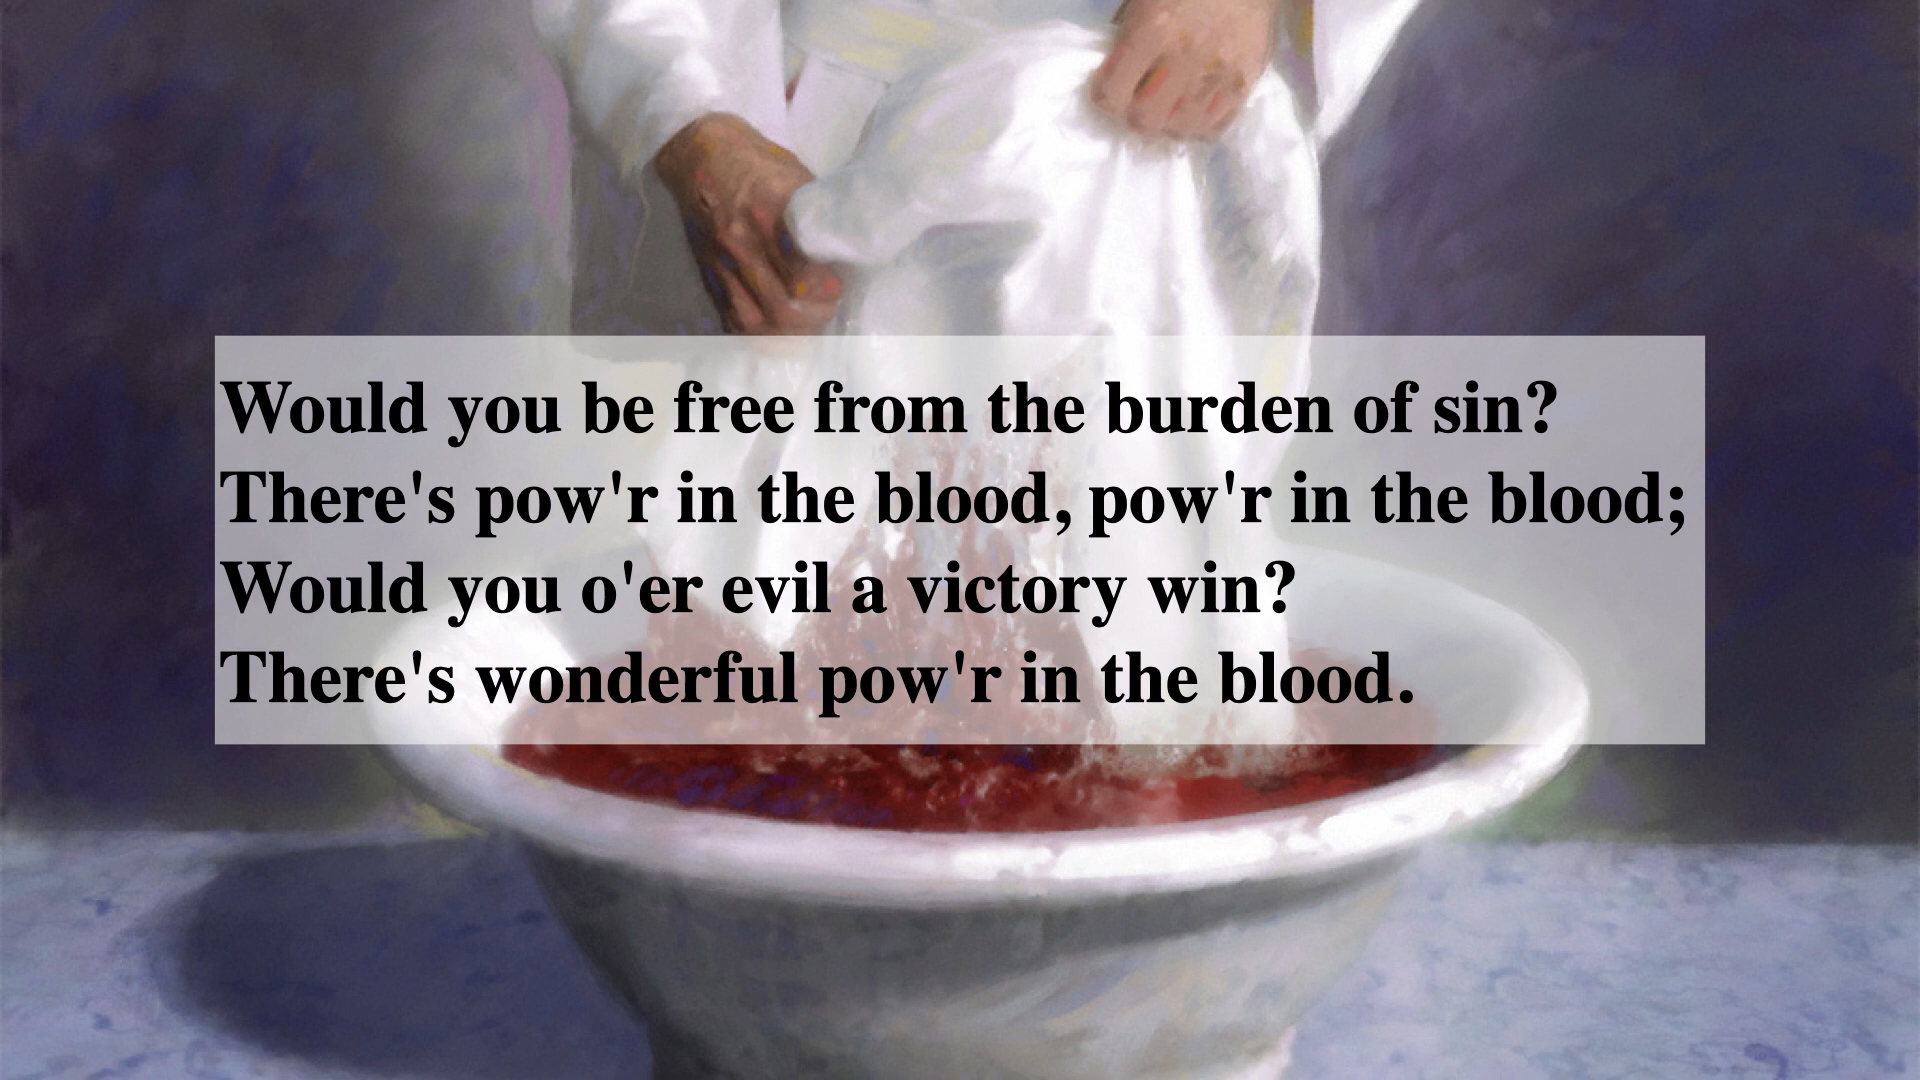 Would you be free from the burden of sin?
There's pow'r in the blood, pow'r in the blood;
Would you o'er evil a victory win?
There's wonderful pow'r in the blood.